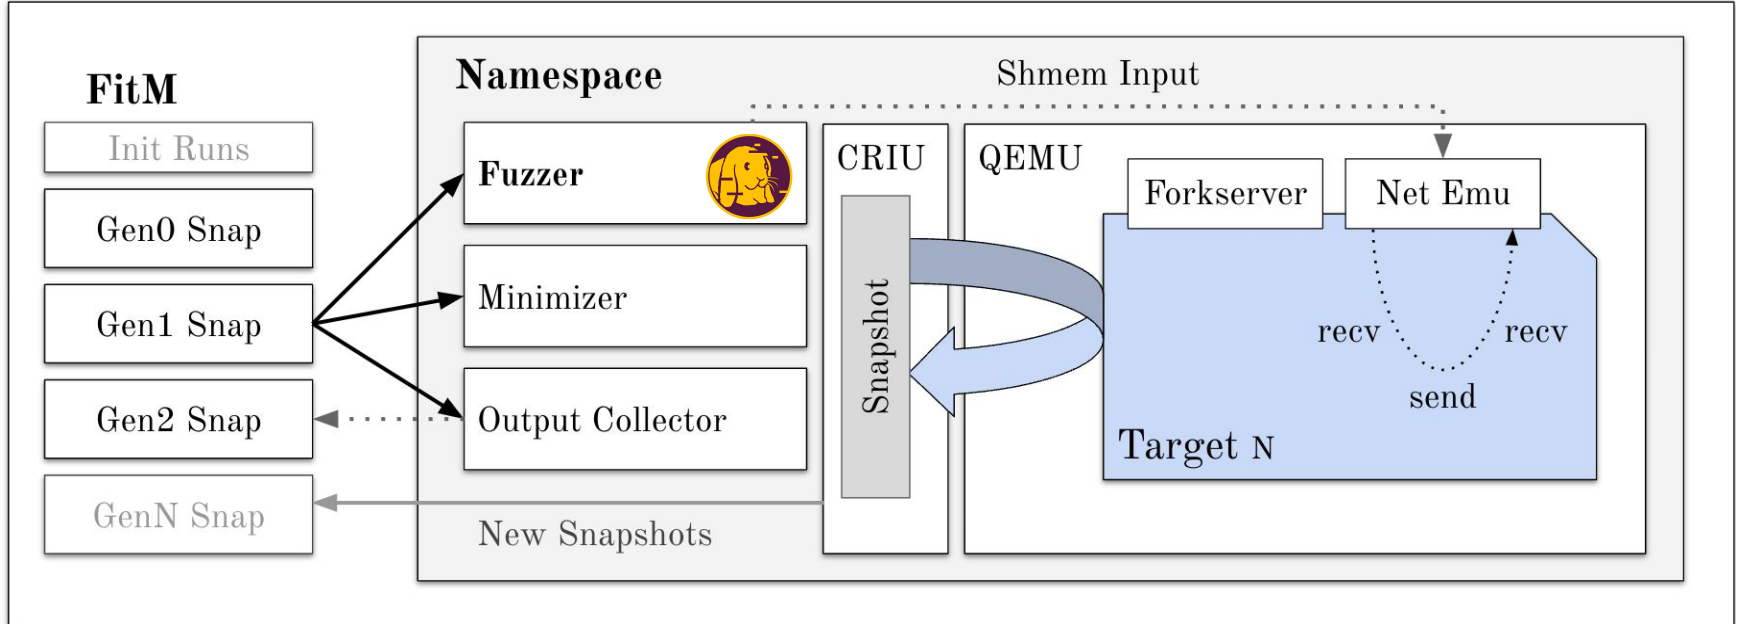 FitM
Init Runs
Gen0 Snap
Gen1 Snap
Gen2 Snap
GenN Snap
Namespace
Shmem Input
Fuzzer
Minimizer
Output Collector
New Snapshots
CRIU
Snapshot
QEMU
Forkserver
Net Emu
recv
recv
send
Target N